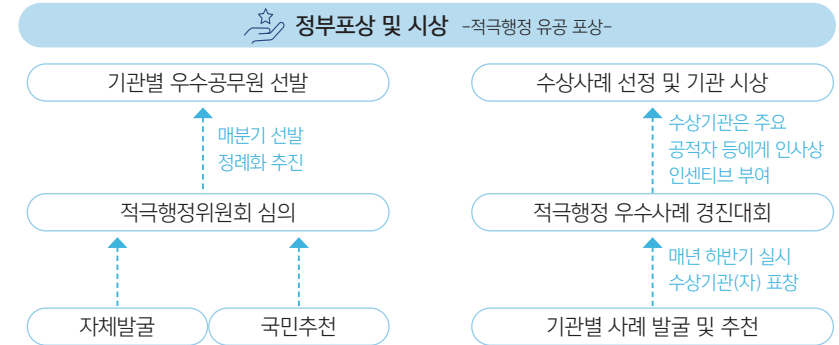 정부포상 및 시상 -적극행정 유공 포상-
기관별 우수공무원 선발
매분기 선발
정례화 추진
적극행정위원회 심의
자체발굴
국민추천
수상사례 선정 및 기관 시상
수상기관은 주요
공적자 등에게 인사상
인센티브 부여
적극행정 우수사례 경진대회
매년 하반기 실시
수상기관(자) 표창
기관별 사례 발굴 및 추천